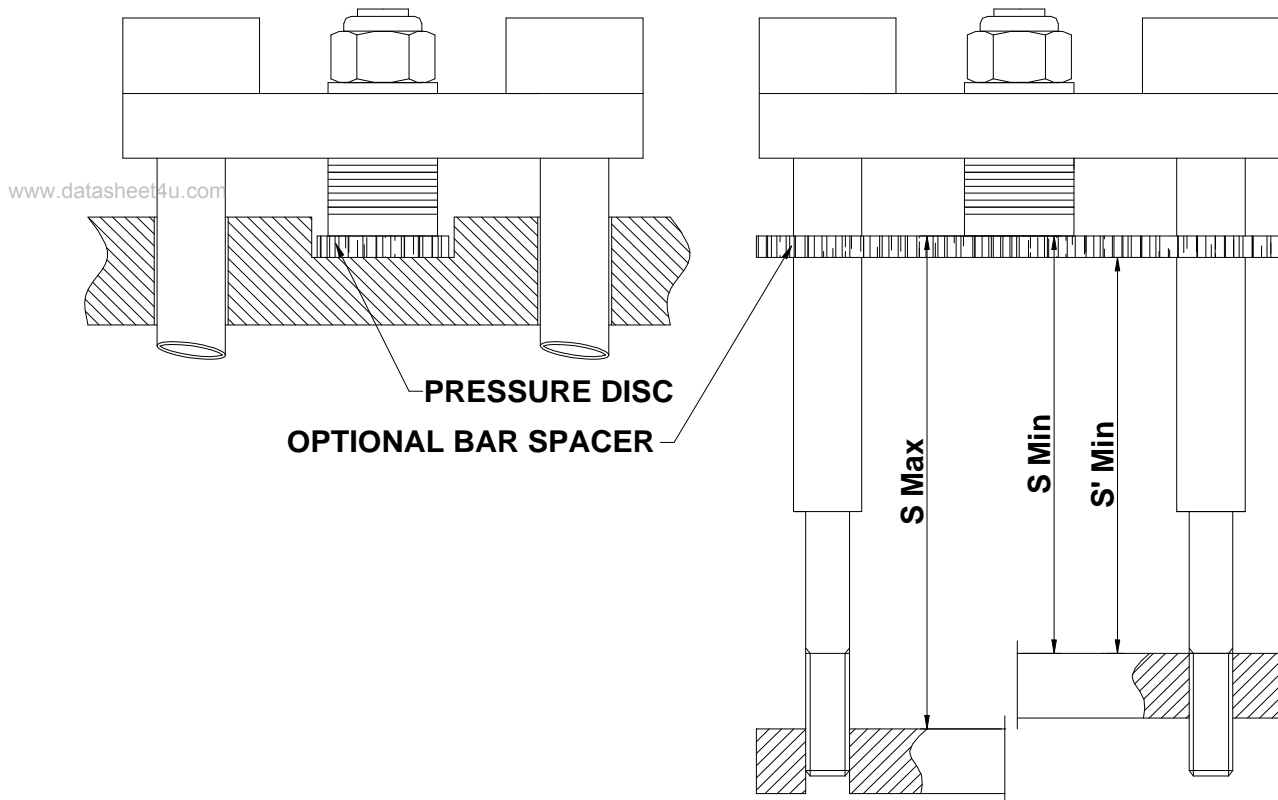 www.datasheet4u.com
PRESSURE DISC
OPTIONAL BAR SPACER
S Max
S Min
S' Min